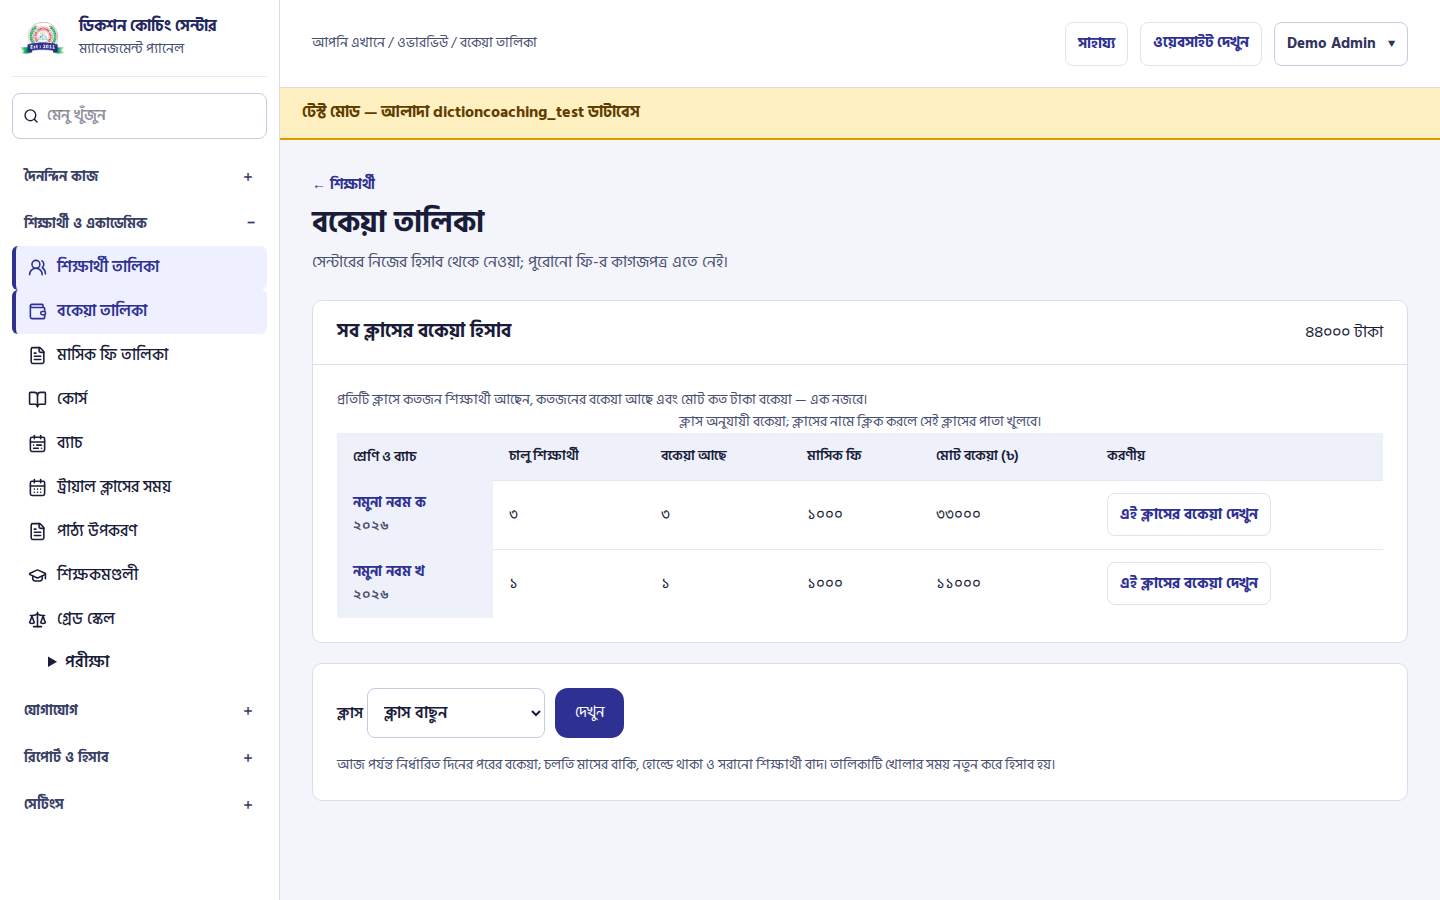 ডিকশন কোচিং সেন্টার
ম্যানেজমেন্ট প্যানেল
Est : 2011
মেনু খুঁজুন
দৈনন্দিন কাজ +
শিক্ষার্থী ও একাডেমিক −
শিক্ষার্থী তালিকা
বকেয়া তালিকা
মাসিক ফি তালিকা
কোর্স
ব্যাচ
ট্রায়াল ক্লাসের সময়
পাঠ্য উপকরণ
শিক্ষকমণ্ডলী
গ্রেড স্কেল
▶ পরীক্ষা
যোগাযোগ +
রিপোর্ট ও হিসাব +
সেটিংস +
আপনি এখানে / ওভারভিউ / বকেয়া তালিকা
সাহায্য
ওয়েবসাইট দেখুন
Demo Admin ▼
টেস্ট মোড — আলাদা dictioncoaching_test ডাটাবেস
← শিক্ষার্থী
বকেয়া তালিকা
সেন্টারের নিজের হিসাব থেকে নেওয়া; পুরোনো ফি-র কাগজপত্র এতে নেই।
সব ক্লাসের বকেয়া হিসাব ৪৪০০০ টাকা
প্রতিটি ক্লাসে কতজন শিক্ষার্থী আছেন, কতজনের বকেয়া আছে এবং মোট কত টাকা বকেয়া — এক নজরে।
ক্লাস অনুযায়ী বকেয়া; ক্লাসের নামে ক্লিক করলে সেই ক্লাসের পাতা খুলবে।
শ্রেণি ও ব্যাচ চালু শিক্ষার্থী বকেয়া আছে মাসিক ফি মোট বকেয়া (৳) করণীয়
নমুনা নবম ক
২০২৬
৩ ৩ ১০০০ ৩৩০০০ এই ক্লাসের বকেয়া দেখুন
নমুনা নবম খ
২০২৬
১ ১ ১০০০ ১১০০০ এই ক্লাসের বকেয়া দেখুন
ক্লাস ক্লাস বাছুন দেখুন
আজ পর্যন্ত নির্ধারিত দিনের পরের বকেয়া; চলতি মাসের বাকি, হোল্ডে থাকা ও সরানো শিক্ষার্থী বাদ। তালিকাটি খোলার সময় নতুন করে হিসাব হয়।